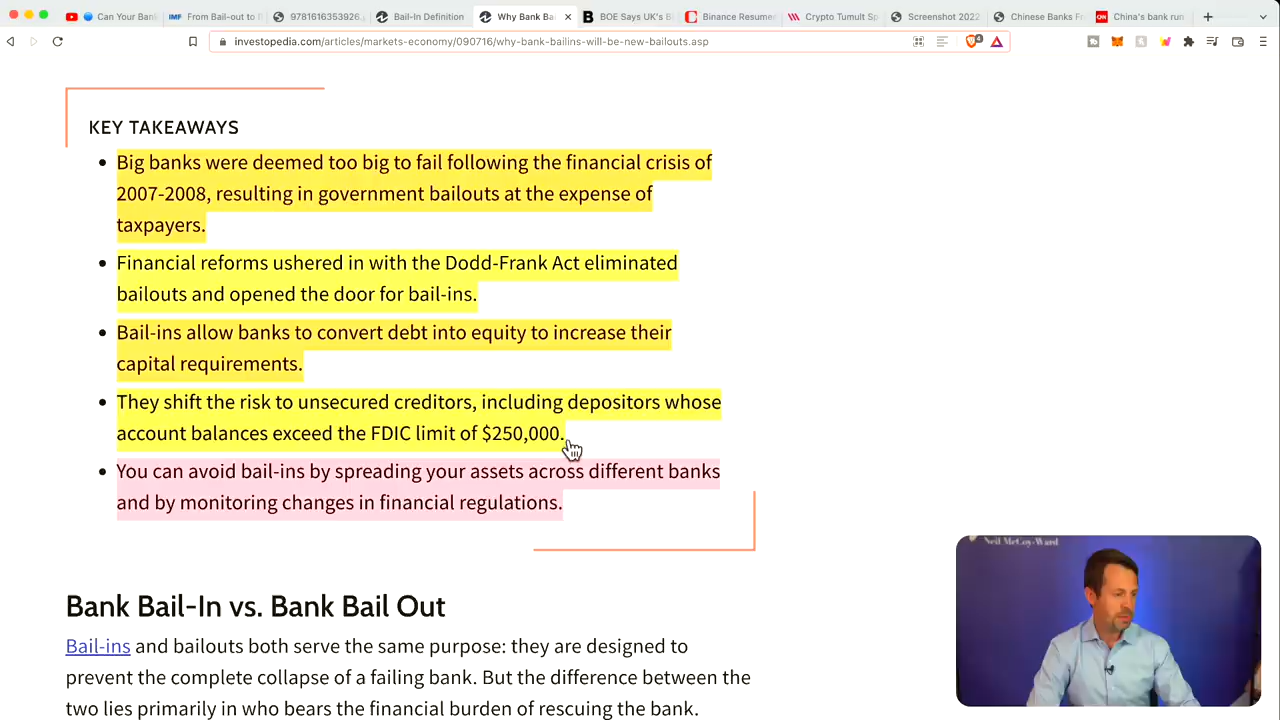 Can Your Bank
IMF From Bail-out to
9781616353926.
Bail-In Definition
Why Bank Bai
BOE Says UK's B
Binance Resumes
Crypto Tumult Sp
Screenshot 2022
Chinese Banks Fr
CNN China's bank run
investopedia.com/articles/markets-economy/090716/why-bank-bailins-will-be-new-bailouts.asp
KEY TAKEAWAYS
Big banks were deemed too big to fail following the financial crisis of
2007-2008, resulting in government bailouts at the expense of
taxpayers.
Financial reforms ushered in with the Dodd-Frank Act eliminated
bailouts and opened the door for bail-ins.
Bail-ins allow banks to convert debt into equity to increase their
capital requirements.
They shift the risk to unsecured creditors, including depositors whose
account balances exceed the FDIC limit of $250,000.
You can avoid bail-ins by spreading your assets across different banks
and by monitoring changes in financial regulations.
Bank Bail-In vs. Bank Bail Out
Bail-ins and bailouts both serve the same purpose: they are designed to
prevent the complete collapse of a failing bank. But the difference between the
two lies primarily in who bears the financial burden of rescuing the bank.
Neil McCoy-Ward